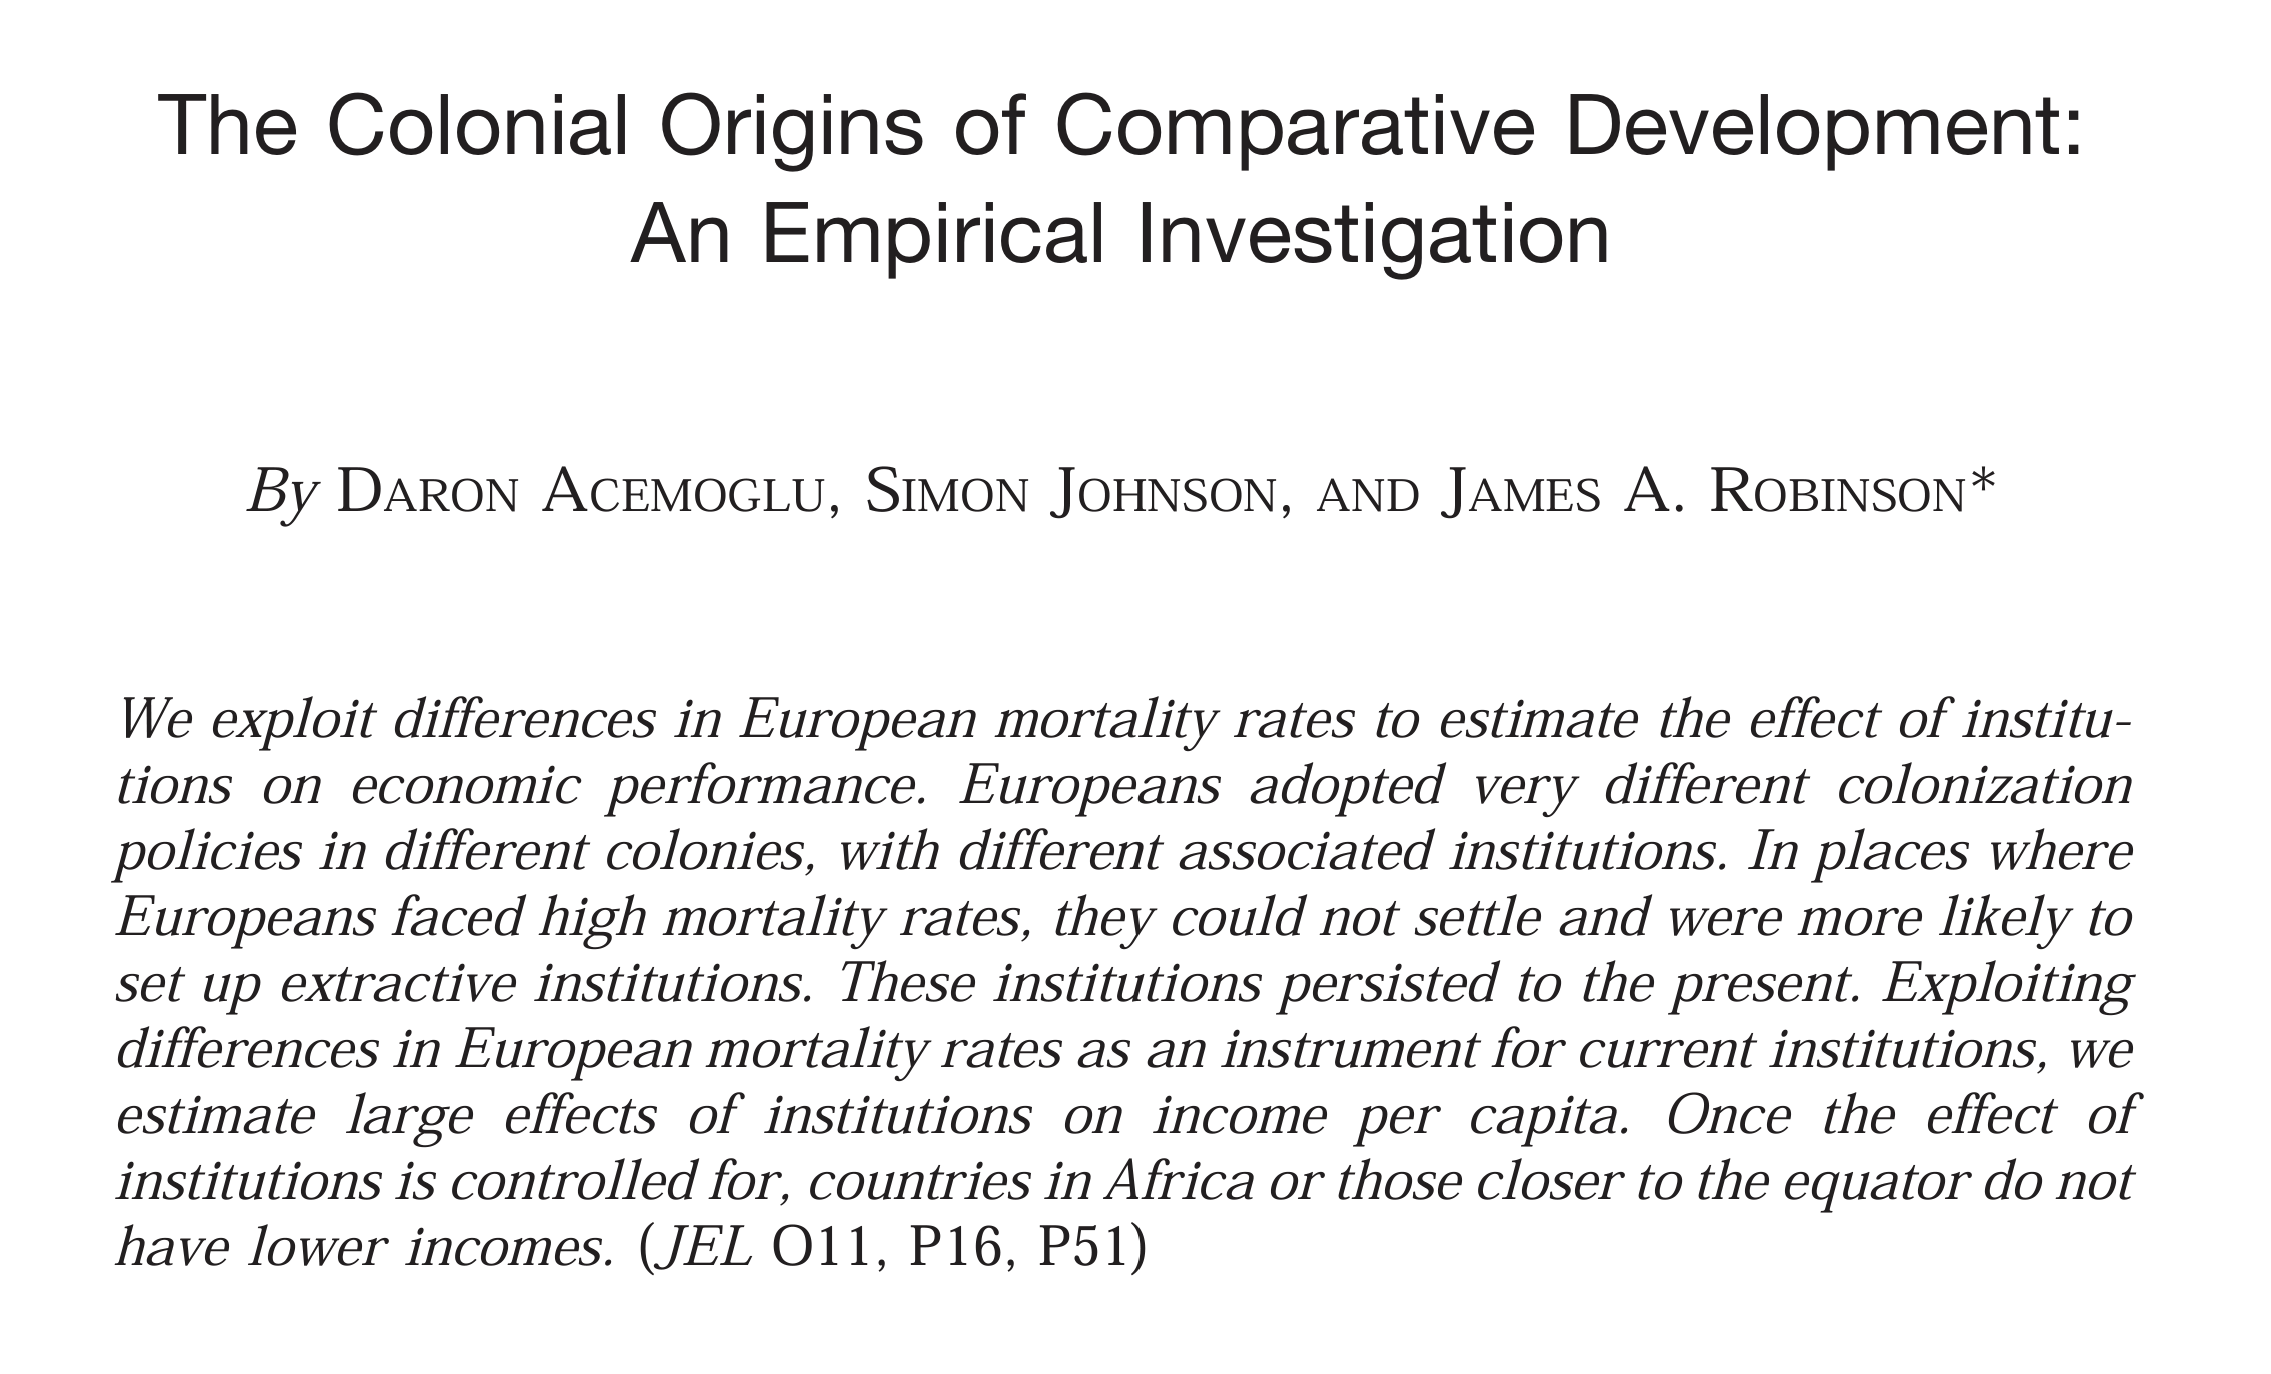 The Colonial Origins of Comparative Development:
An Empirical Investigation
By DARON ACEMOGLU, SIMON JOHNSON, AND JAMES A. ROBINSON*
We exploit differences in European mortality rates to estimate the effect of institu-
tions on economic performance. Europeans adopted very different colonization
policies in different colonies, with different associated institutions. In places where
Europeans faced high mortality rates, they could not settle and were more likely to
set up extractive institutions. These institutions persisted to the present. Exploiting
differences in European mortality rates as an instrument for current institutions, we
estimate large effects of institutions on income per capita. Once the effect of
institutions is controlled for, countries in Africa or those closer to the equator do not
have lower incomes. (JEL O11, P16, P51)